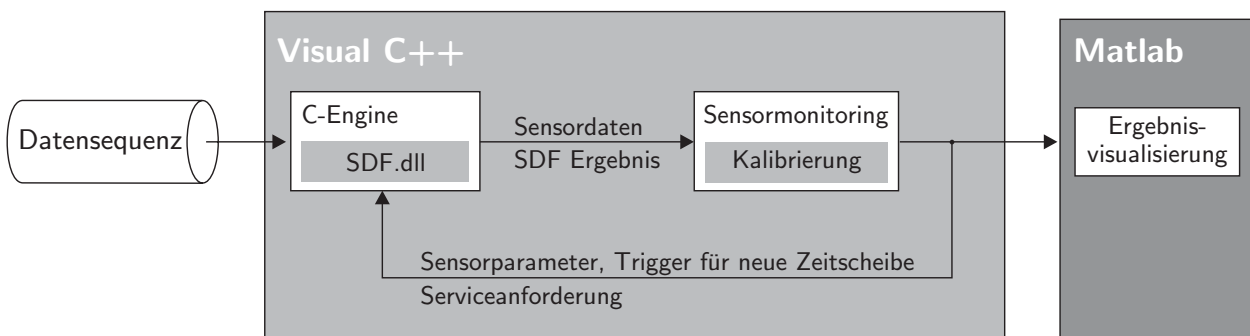 Visual C++
Matlab
Datensequenz
C-Engine
SDF.dll
Sensordaten
SDF Ergebnis
Sensormonitoring
Kalibrierung
Ergebnis-
visualisierung
Sensorparameter, Trigger für neue Zeitscheibe
Serviceanforderung